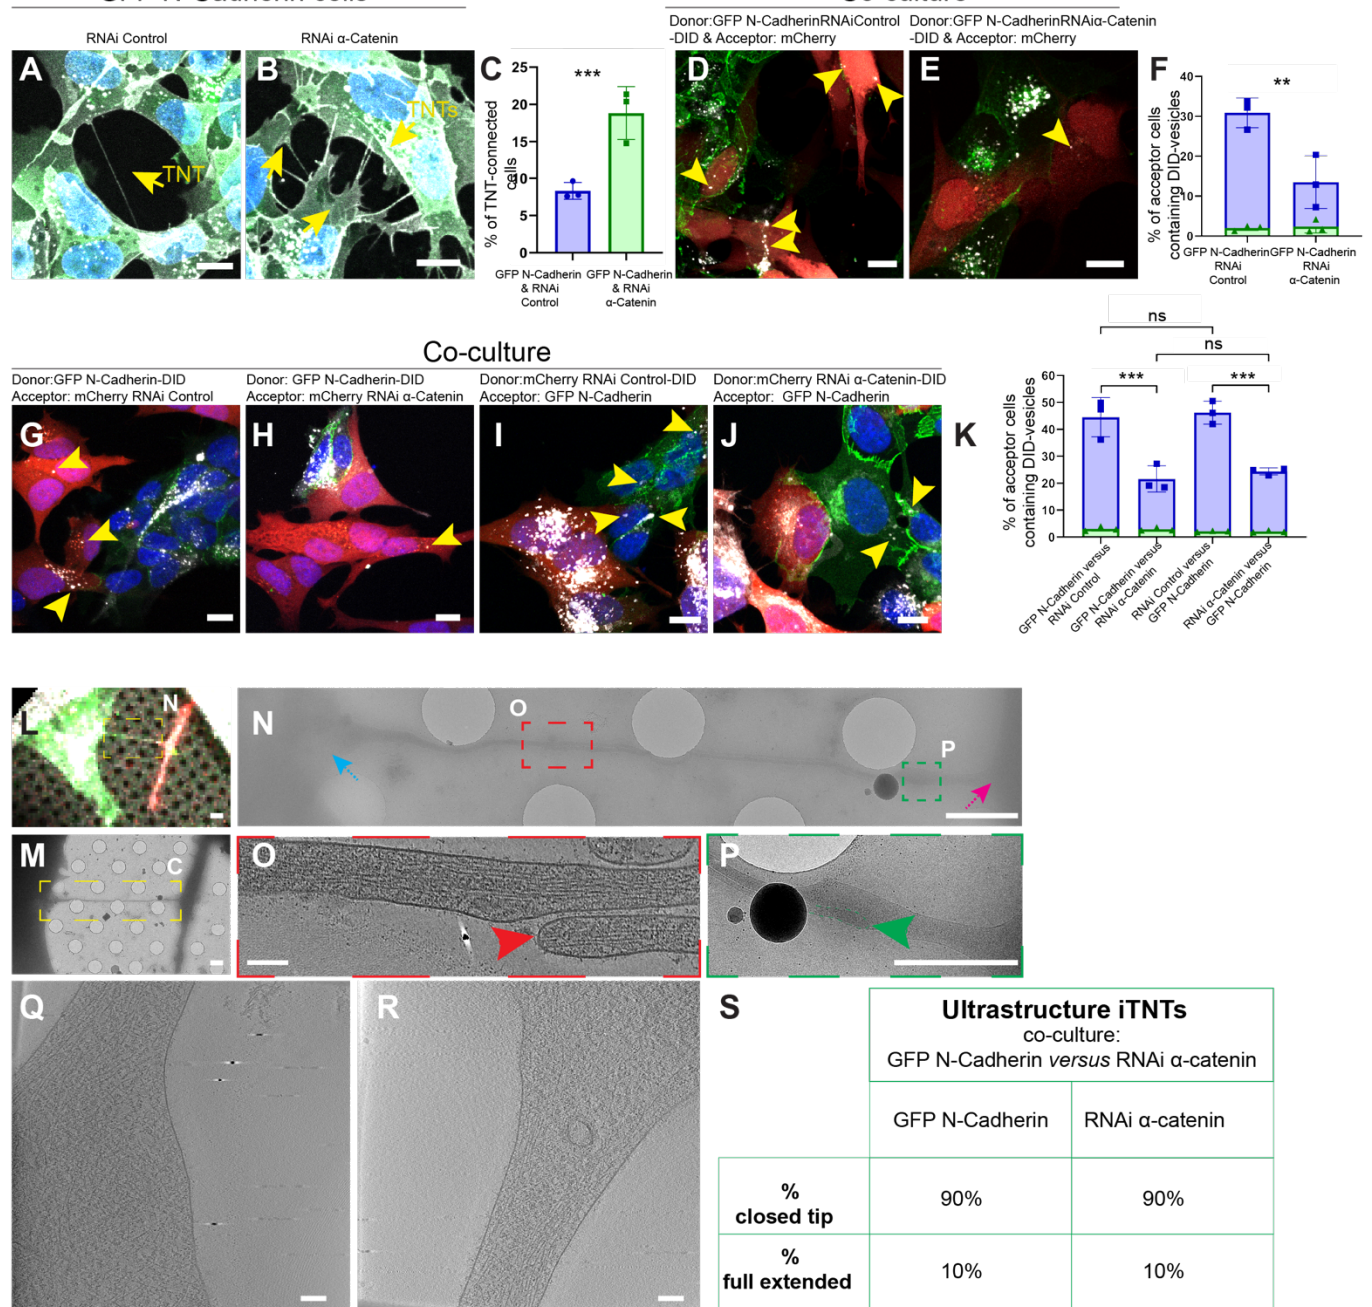 GFP N-Cadherin cells
Co-culture
RNAi Control
RNAi α-Catenin
Donor:GFP N-CadherinRNAiControl
-DID & Acceptor: mCherry
Donor:GFP N-CadherinRNAiα-Catenin
-DID & Acceptor: mCherry
A
TNT
B
TNTs
C
% of TNT-connected
cells
25
20
15
10
5
0
***
GFP N-Cadherin
& RNAi
Control
GFP N-Cadherin
& RNAi
α-Catenin
D
E
F
% of acceptor cells
containing DID-vesicles
40
30
20
10
0
**
GFP N-Cadherin
RNAi
Control
GFP N-Cadherin
RNAi
α-Catenin
Co-culture
Donor:GFP N-Cadherin-DID
Acceptor: mCherry RNAi Control
Donor: GFP N-Cadherin-DID
Acceptor: mCherry RNAi α-Catenin
Donor:mCherry RNAi Control-DID
Acceptor: GFP N-Cadherin
Donor:mCherry RNAi α-Catenin-DID
Acceptor: GFP N-Cadherin
G
H
I
J
K
% of acceptor cells
containing DID-vesicles
60
50
40
30
20
10
0
ns
ns
***
***
GFP N-Cadherin versus
RNAi Control
GFP N-Cadherin versus
RNAi α-Catenin
RNAi Control versus
GFP N-Cadherin
RNAi α-Catenin versus
GFP N-Cadherin
L
N
N
O
P
M
C
O
P
Q
R
S
Ultrastructure iTNTs
co-culture:
GFP N-Cadherin versus RNAi α-catenin
GFP N-Cadherin
RNAi α-catenin
%
closed tip
90%
90%
%
full extended
10%
10%